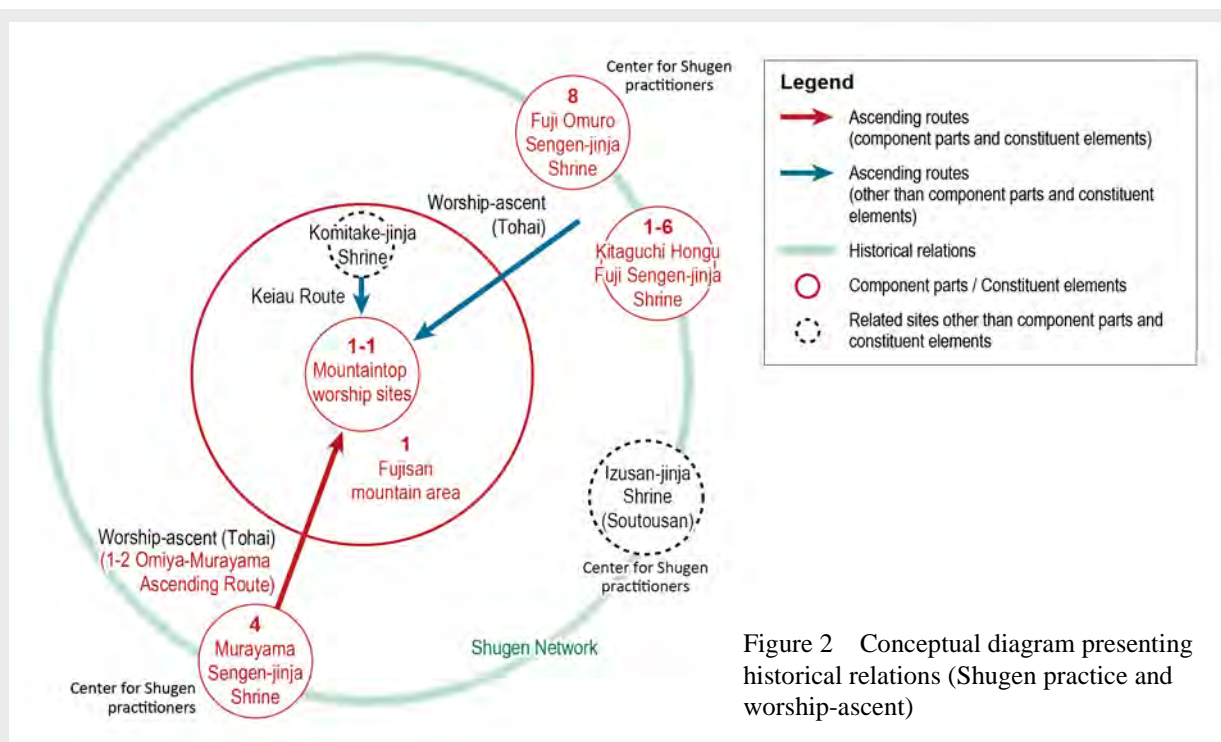 Center for Shugen
practitioners
8
Fuji Omuro
Sengen-jinja
Shrine
Worship-ascent
(Tohai)
1-6
Kitaguchi Hongu
Fuji Sengen-jinja
Shrine
Komitake-jinja
Shrine
Keiau Route
1-1
Mountaintop
worship sites
1
Fujisan
mountain area
Izusan-jinja
Shrine
(Soutousan)
Center for Shugen
practitioners
Worship-ascent (Tohai)
(1-2 Omiya-Murayama
Ascending Route)
4
Murayama
Sengen-jinja
Shrine
Center for Shugen
practitioners
Shugen Network
Legend
Ascending routes
(component parts and constituent elements)
Ascending routes
(other than component parts and constituent
elements)
Historical relations
Component parts / Constituent elements
Related sites other than component parts and
constituent elements
Figure 2 Conceptual diagram presenting
historical relations (Shugen practice and
worship-ascent)